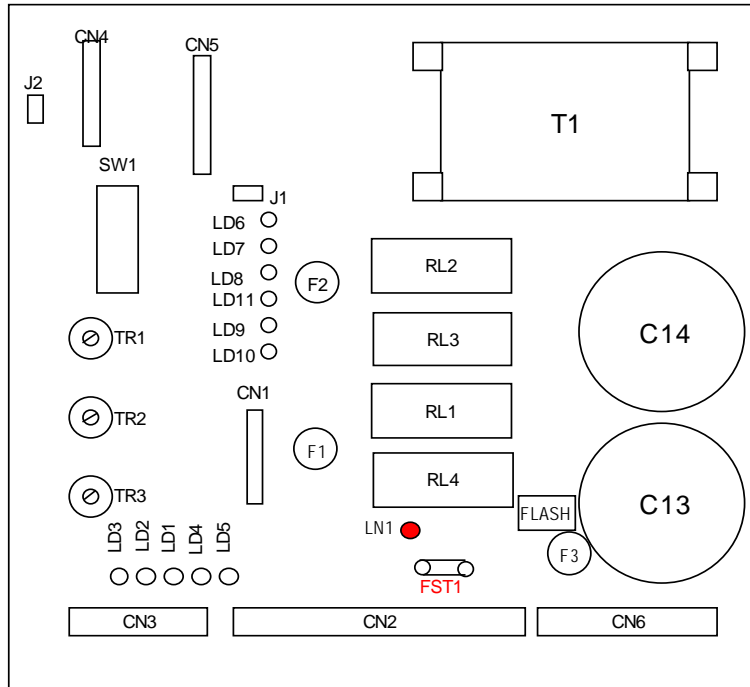 CN4
CN5
J2
T1
SW1
J1
LD6
LD7
RL2
LD8
F2
LD11
LD9
TR1
RL3
C14
LD10
CN1
RL1
TR2
F1
RL4
TR3
C13
FLASH
LN1
LD3
LD2
LD1
LD4
LD5
F3
FST1
CN3
CN2
CN6